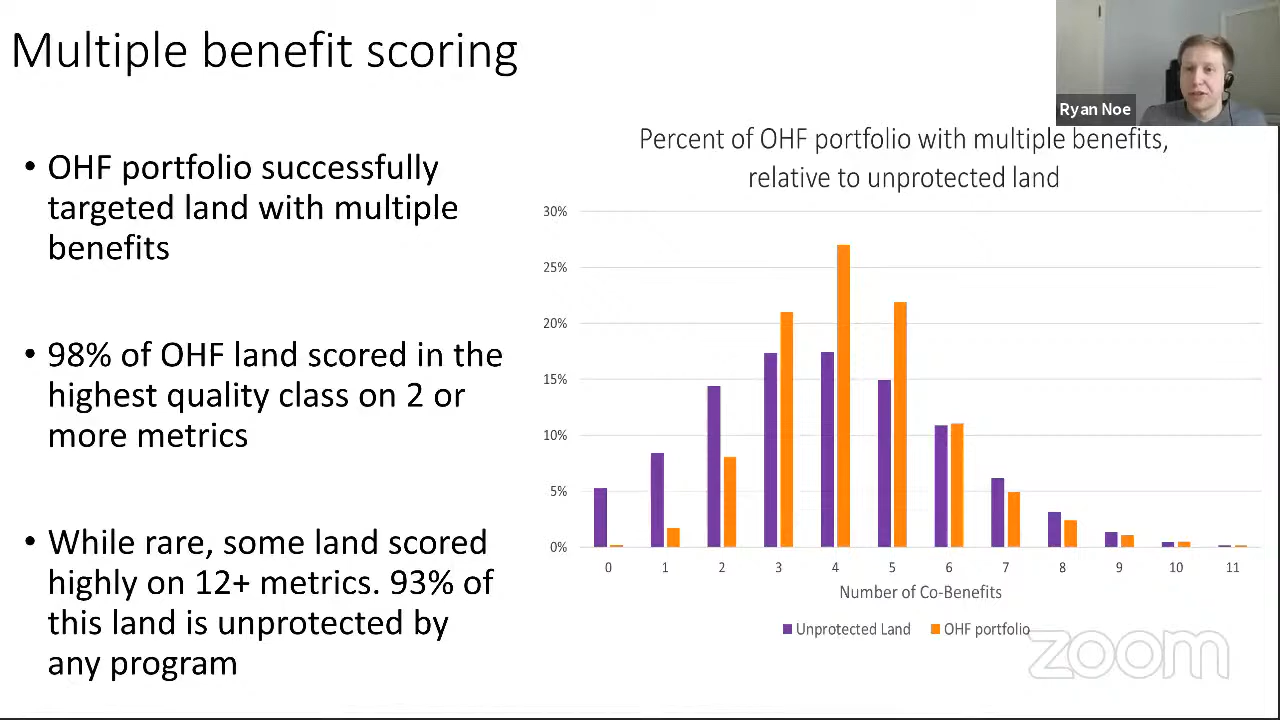 Multiple benefit scoring
Ryan Noe
• OHF portfolio successfully
targeted land with multiple
benefits
• 98% of OHF land scored in the
highest quality class on 2 or
more metrics
• While rare, some land scored
highly on 12+ metrics. 93% of
this land is unprotected by
any program
Percent of OHF portfolio with multiple benefits,
relative to unprotected land
30%
25%
20%
15%
10%
5%
0%
0 1 2 3 4 5 6 7 8 9 10 11
Number of Co-Benefits
Unprotected Land OHF portfolio
zoom